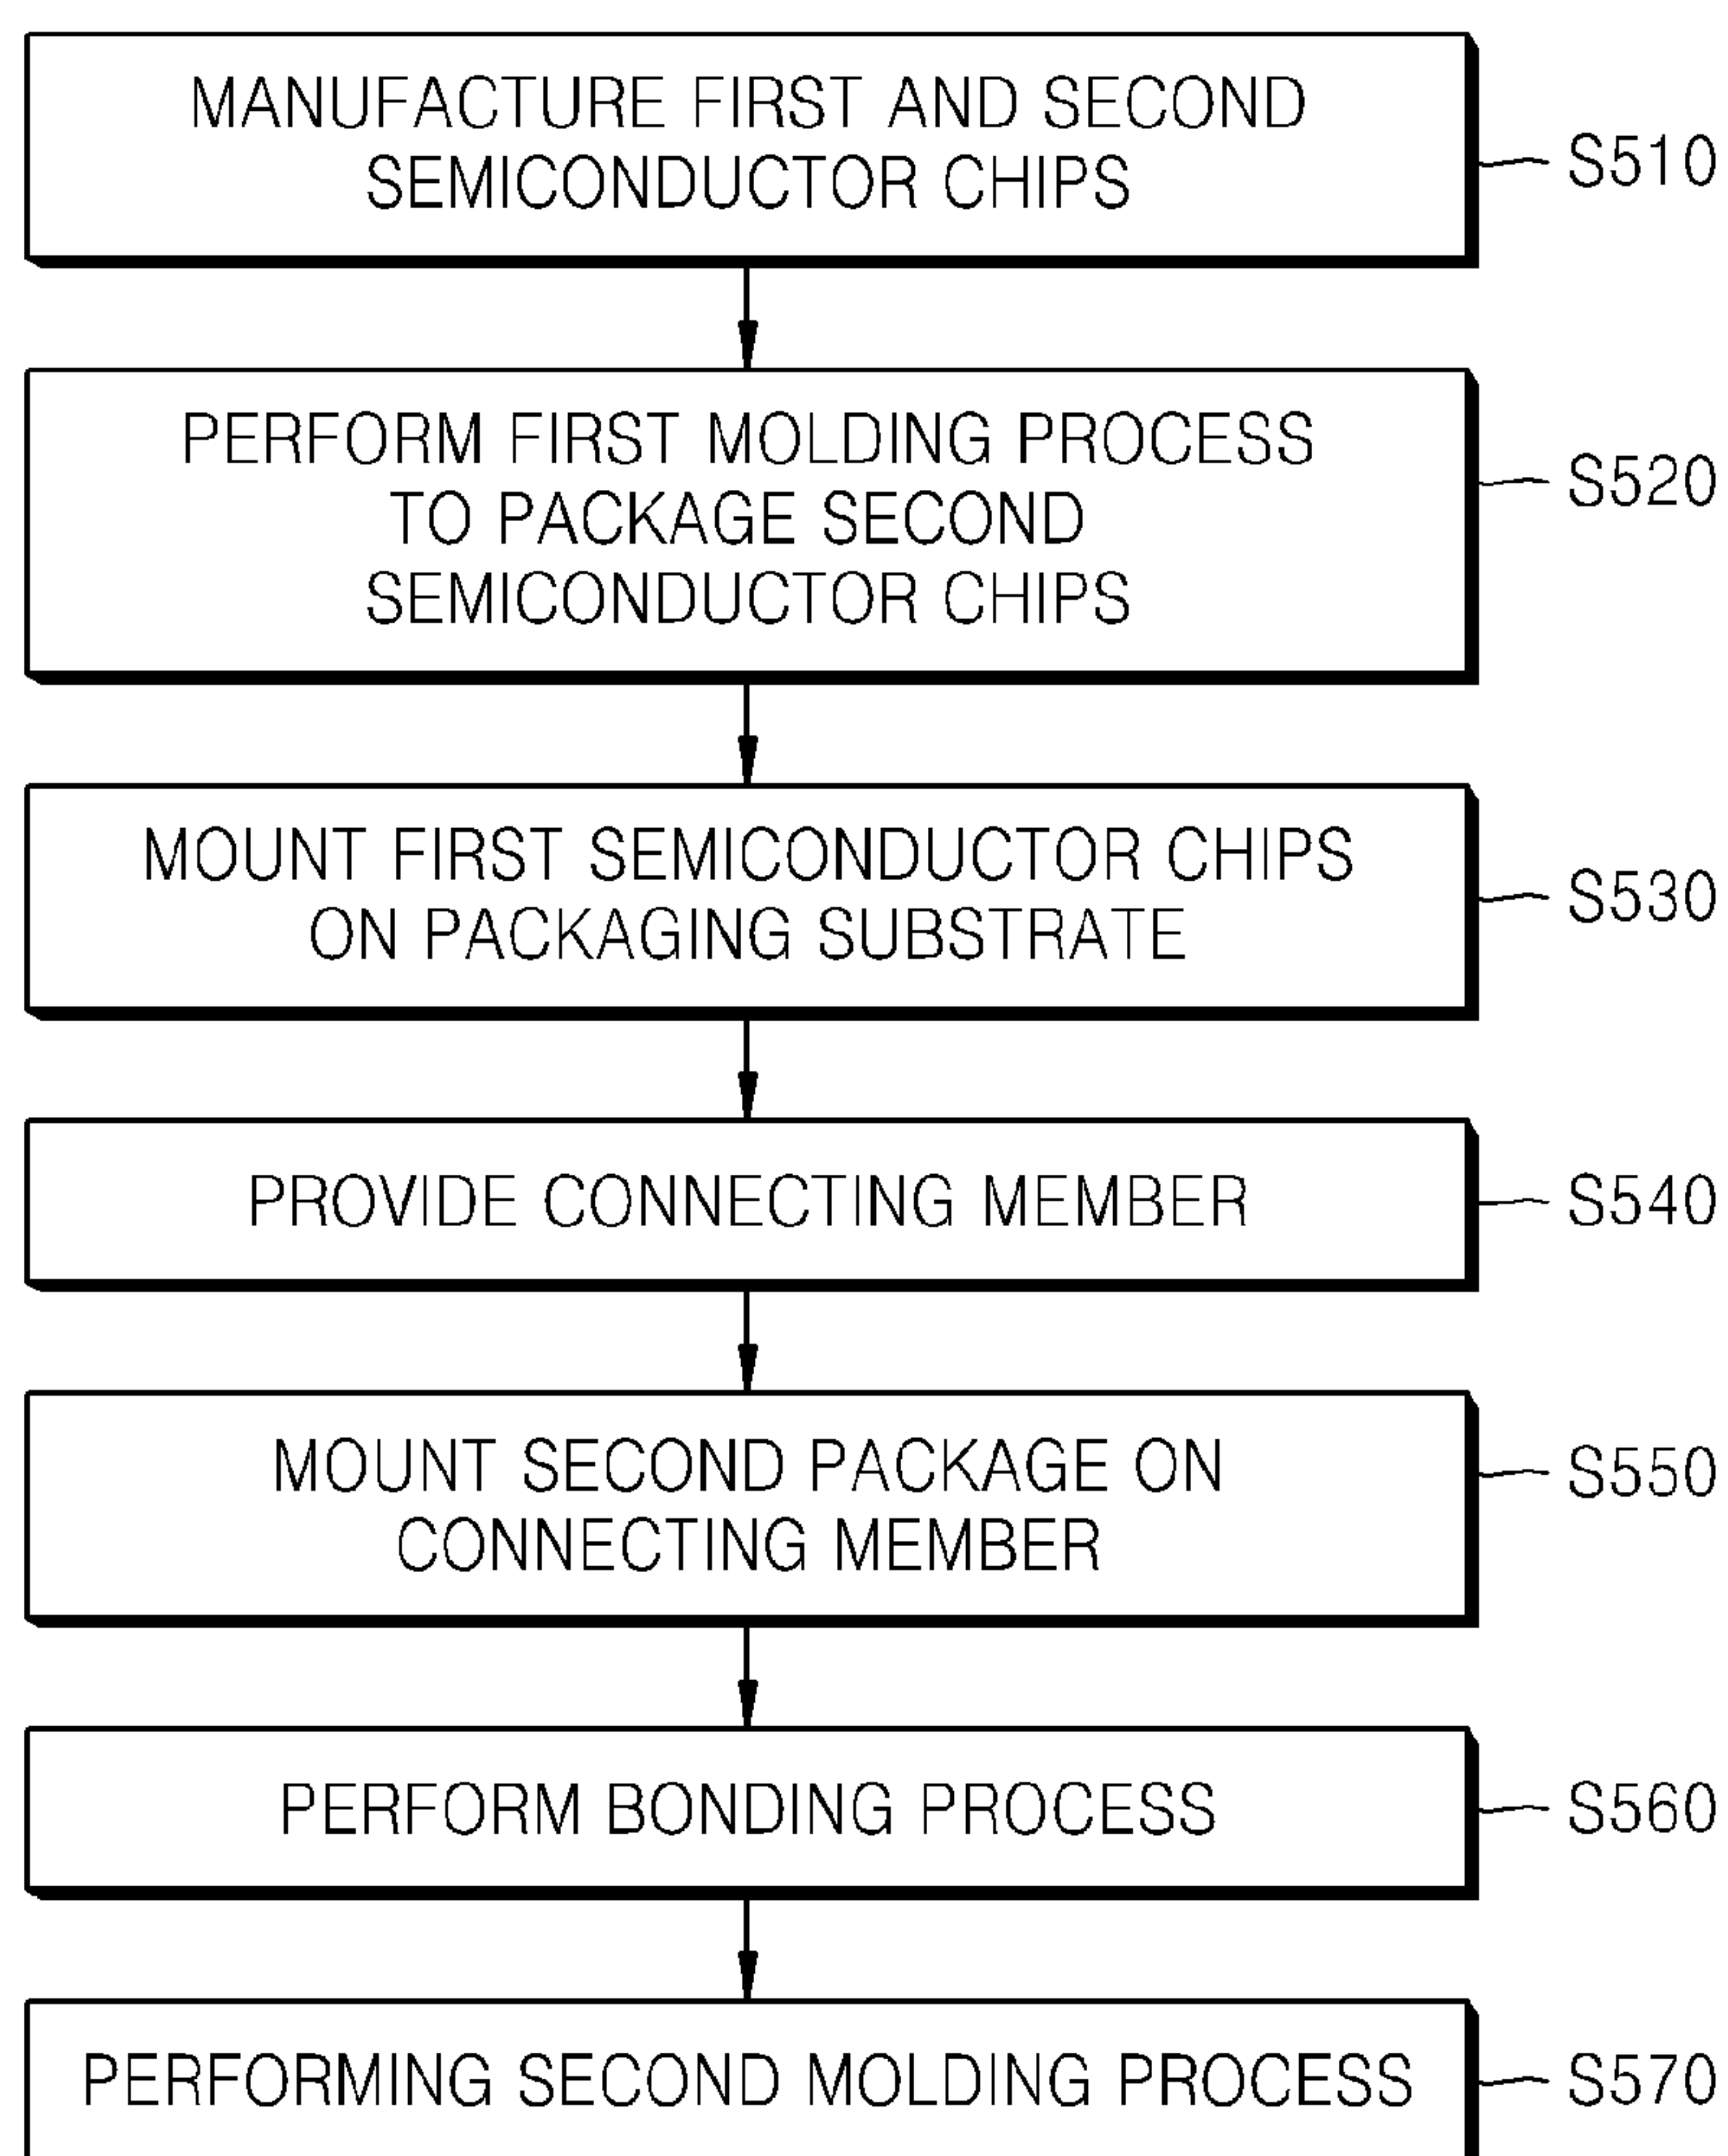 MANUFACTURE FIRST AND SECOND
SEMICONDUCTOR CHIPS
S510
PERFORM FIRST MOLDING PROCESS
TO PACKAGE SECOND
SEMICONDUCTOR CHIPS
S520
MOUNT FIRST SEMICONDUCTOR CHIPS
ON PACKAGING SUBSTRATE
S530
PROVIDE CONNECTING MEMBER
S540
MOUNT SECOND PACKAGE ON
CONNECTING MEMBER
S550
PERFORM BONDING PROCESS
S560
PERFORMING SECOND MOLDING PROCESS
S570